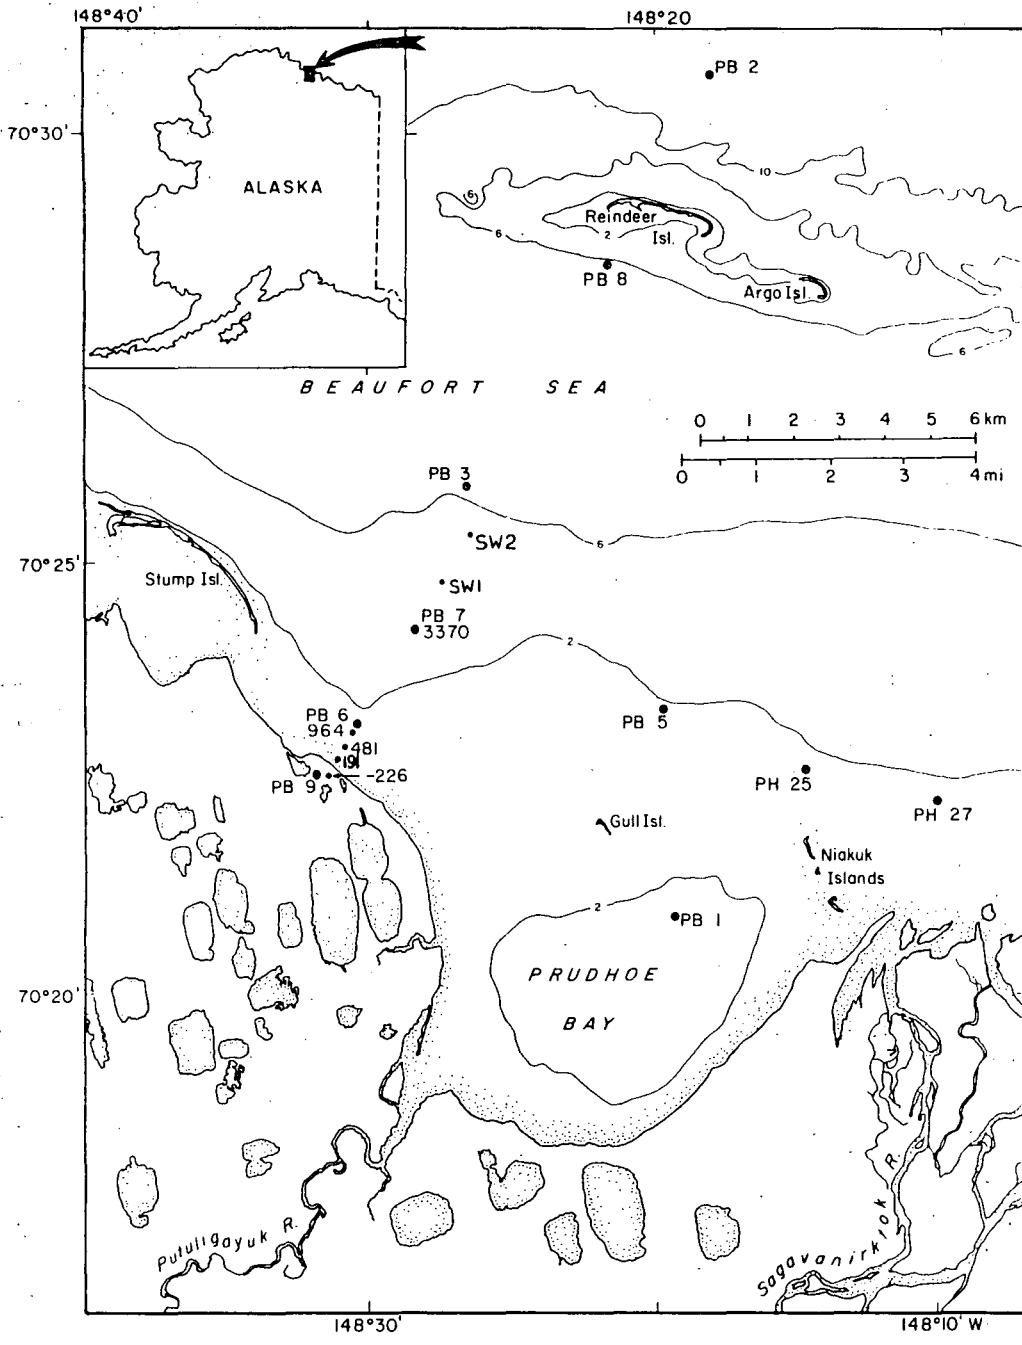 148°40'
148°20
PB 2
70°30'
ALASKA
10
6
Reindeer
Isl.
2
6
PB 8
Argo Isl.
6
BEAUFORT SEA
0 1 2 3 4 5 6 km
0 1 2 3 4 mi
PB 3
SW2
6
70°25'
Stump Isl.
SW1
PB 7
3370
2
PB 6
964
481
191
PB 9
-226
PB 5
PH 25
PH 27
Gull Isl.
Niakuk
Islands
2
PB 1
PRUDHOE
BAY
70°20'
Putuligayuk R.
Sagavanirktok R.
148°30'
148°10' W